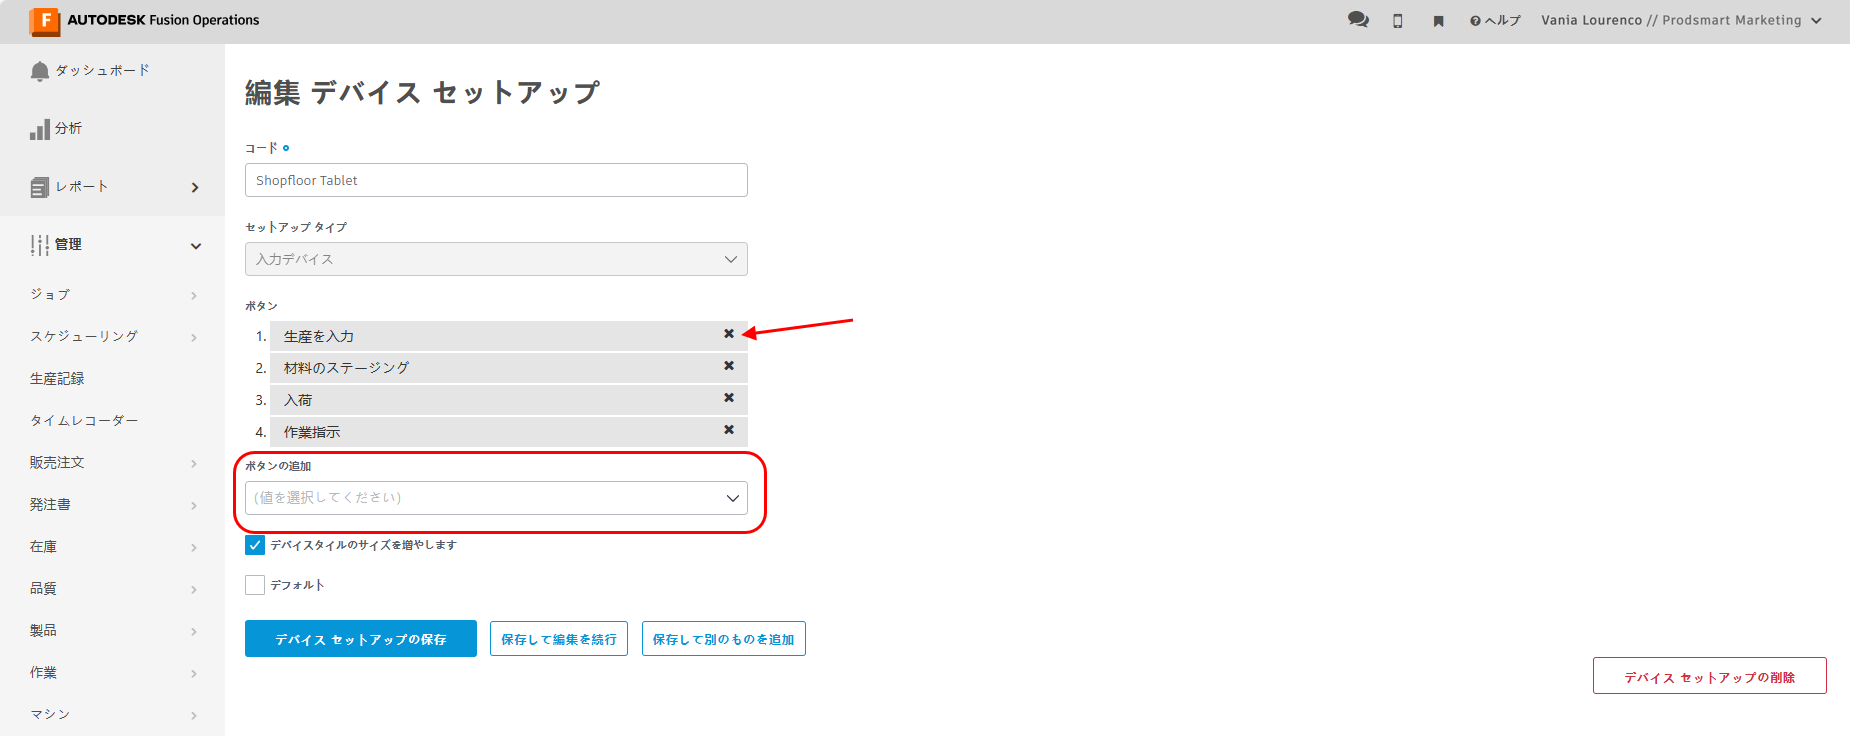 AUTODESK Fusion Operations
ヘルプ
Vania Lourenco // Prodsmart Marketing
ダッシュボード
分析
レポート
管理
ジョブ
スケジューリング
生産記録
タイムレコーダー
販売注文
発注書
在庫
品質
製品
作業
マシン
編集 デバイス セットアップ
コード
Shopfloor Tablet
セットアップ タイプ
入力デバイス
ボタン
1. 生産を入力
2. 材料のステージング
3. 入荷
4. 作業指示
ボタンの追加
(値を選択してください)
デバイスタイルのサイズを増やします
デフォルト
デバイス セットアップの保存
保存して編集を続行
保存して別のものを追加
デバイス セットアップの削除